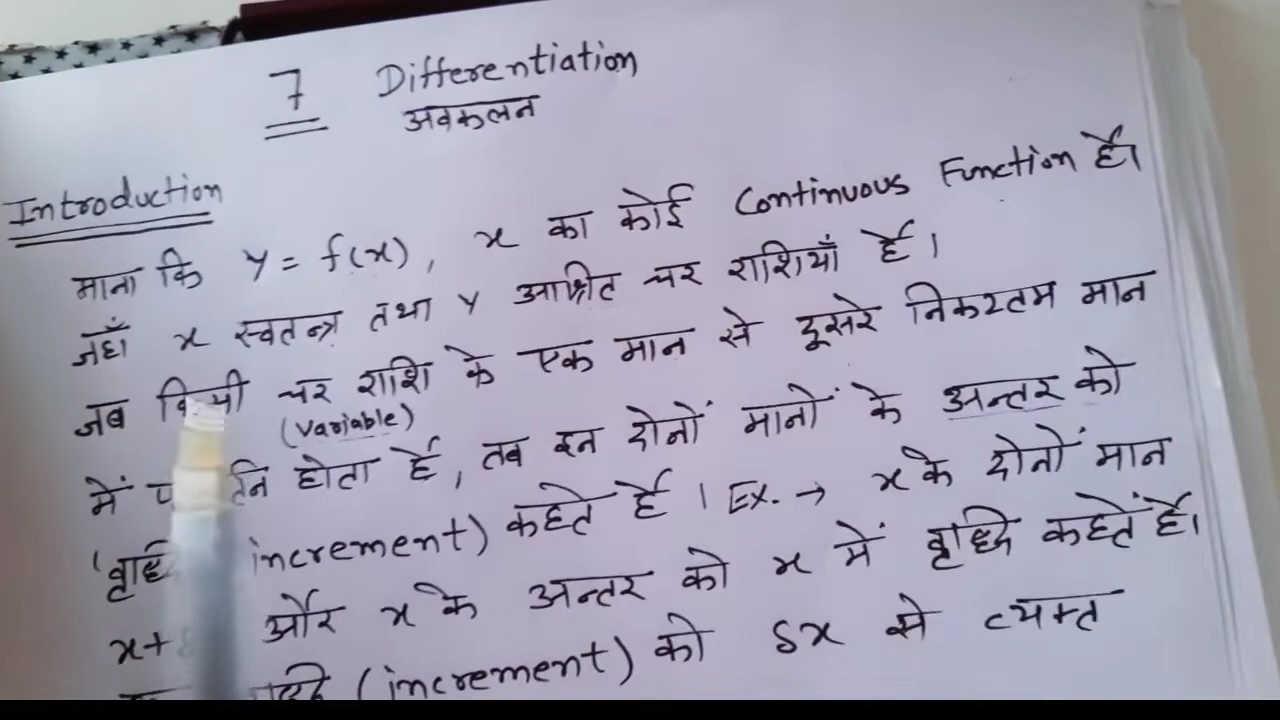 7 Differentiation
अवकलन
Introduction
माना कि y = f(x), x का कोई Continuous Function है।
जहाँ x स्वतन्त्र तथा y आश्रित चर राशियाँ हैं।
जब किसी चर राशि के एक मान से दूसरे निकटतम मान
(Variable)
में होता है, तब इन दोनों मानों के अन्तर को
increment) कहते हैं। Ex. → x के दोनों मान
x+ और x के अन्तर को x में वृद्धि कहते हैं।
(increment) को δx से व्यक्त